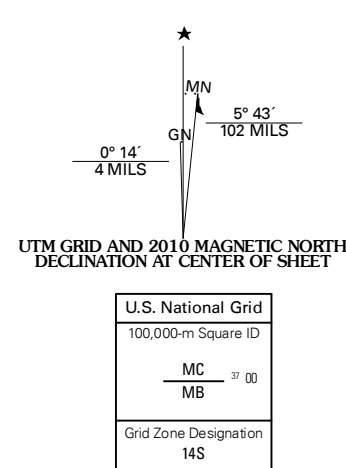 MN
5° 43´
102 MILS
GN
0° 14´
4 MILS
UTM GRID AND 2010 MAGNETIC NORTH
DECLINATION AT CENTER OF SHEET
U.S. National Grid
100,000-m Square ID
MC
37 00
MB
Grid Zone Designation
14S